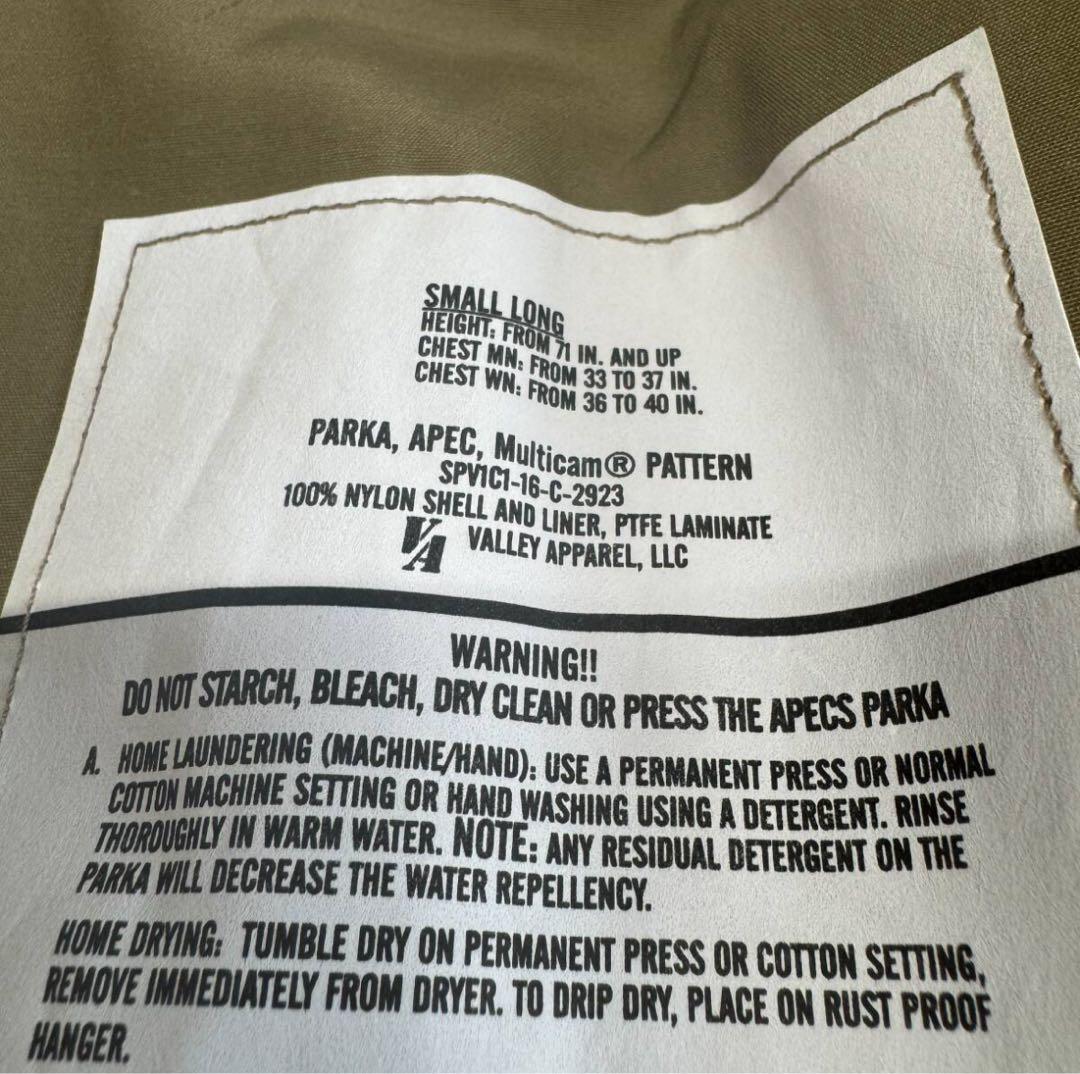 SMALL LONG
HEIGHT: FROM 71 IN. AND UP
CHEST MN: FROM 33 TO 37 IN.
CHEST WN: FROM 36 TO 40 IN.
PARKA, APEC, Multicam® PATTERN
SPV1C1-16-C-2923
100% NYLON SHELL AND LINER, PTFE LAMINATE
VA VALLEY APPAREL, LLC
WARNING!!
DO NOT STARCH, BLEACH, DRY CLEAN OR PRESS THE APECS PARKA
A. HOME LAUNDERING (MACHINE/HAND): USE A PERMANENT PRESS OR NORMAL
COTTON MACHINE SETTING OR HAND WASHING USING A DETERGENT. RINSE
THOROUGHLY IN WARM WATER. NOTE: ANY RESIDUAL DETERGENT ON THE
PARKA WILL DECREASE THE WATER REPELLENCY.
HOME DRYING: TUMBLE DRY ON PERMANENT PRESS OR COTTON SETTING,
REMOVE IMMEDIATELY FROM DRYER. TO DRIP DRY, PLACE ON RUST PROOF
HANGER.